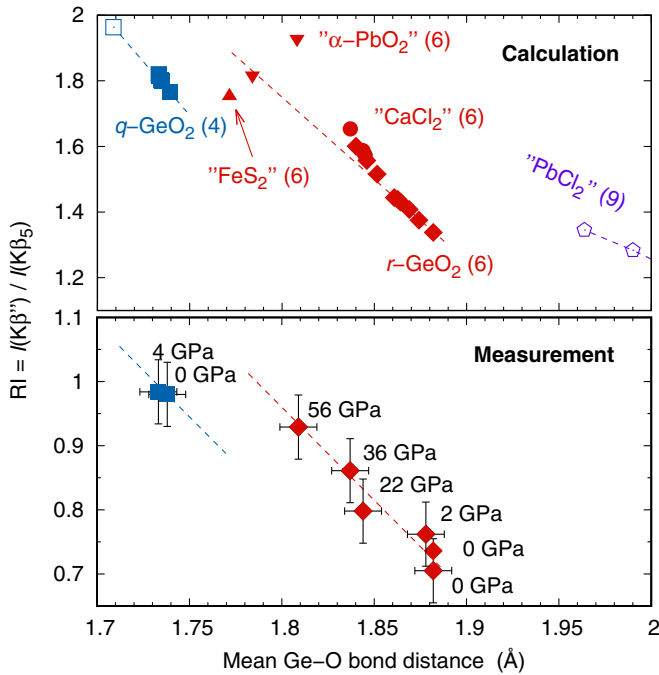 2
1.8
1.6
1.4
1.2
"α−PbO2" (6)
Calculation
q−GeO2 (4)
"CaCl2" (6)
"FeS2" (6)
"PbCl2" (9)
r−GeO2 (6)
RI = I(Kβ") / I(Kβ5)
1.1
1
0.9
0.8
0.7
4 GPa
Measurement
0 GPa
56 GPa
36 GPa
22 GPa
2 GPa
0 GPa
0 GPa
1.7 1.75 1.8 1.85 1.9 1.95 2
Mean Ge−O bond distance (Å)